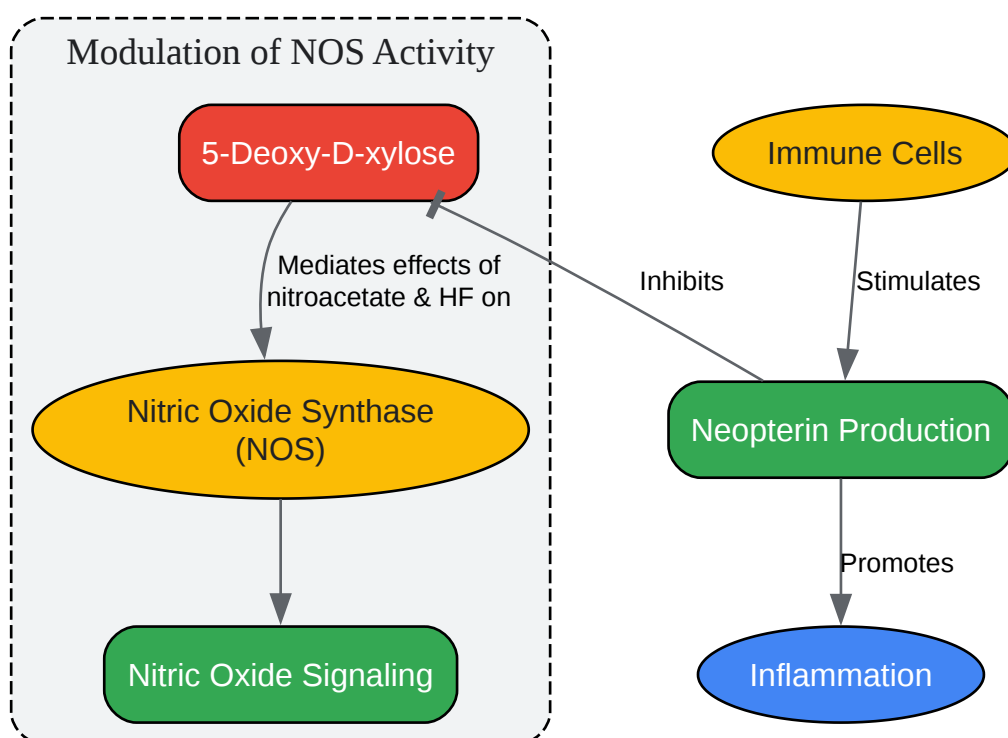 Modulation of NOS Activity
5-Deoxy-D-xylose
Immune Cells
Mediates effects of
nitroacetate & HF on
Inhibits
Stimulates
Nitric Oxide Synthase
(NOS)
Neopterin Production
Promotes
Nitric Oxide Signaling
Inflammation